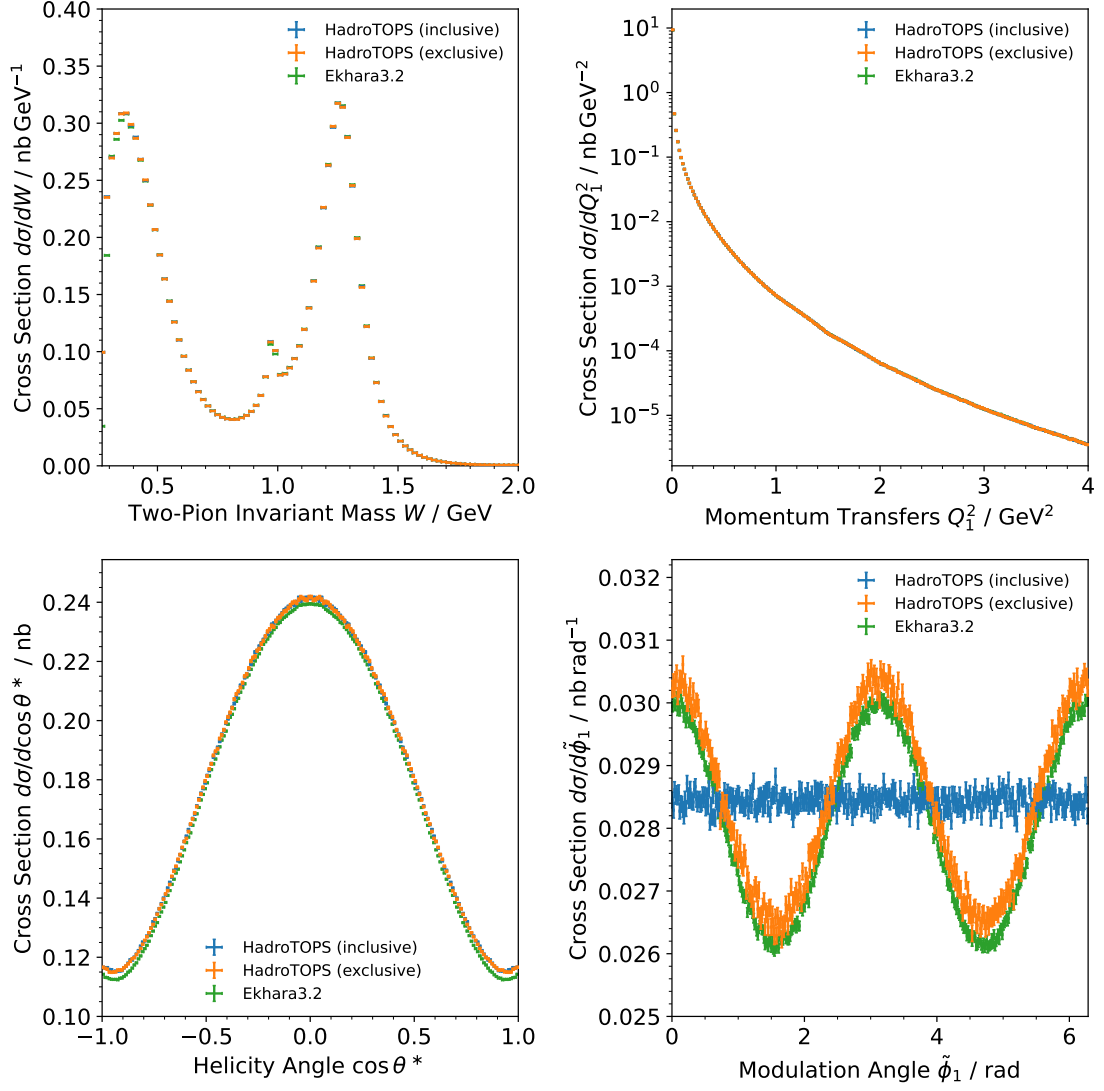 0.40
0.35
0.30
0.25
0.20
0.15
0.10
0.05
0.00
Cross Section dσ/dW / nb GeV⁻¹
HadroTOPS (inclusive)
HadroTOPS (exclusive)
Ekhara3.2
0.5 1.0 1.5 2.0
Two-Pion Invariant Mass W / GeV
10¹
10⁰
10⁻¹
10⁻²
10⁻³
10⁻⁴
10⁻⁵
Cross Section dσ/dQ₁² / nb GeV⁻²
HadroTOPS (inclusive)
HadroTOPS (exclusive)
Ekhara3.2
0 1 2 3 4
Momentum Transfers Q₁² / GeV²
0.24
0.22
0.20
0.18
0.16
0.14
0.12
0.10
Cross Section dσ/dcos θ* / nb
HadroTOPS (inclusive)
HadroTOPS (exclusive)
Ekhara3.2
−1.0 −0.5 0.0 0.5 1.0
Helicity Angle cos θ*
0.032
0.031
0.030
0.029
0.028
0.027
0.026
0.025
Cross Section dσ/dϕ̃₁ / nb rad⁻¹
HadroTOPS (inclusive)
HadroTOPS (exclusive)
Ekhara3.2
0 2 4 6
Modulation Angle ϕ̃₁ / rad